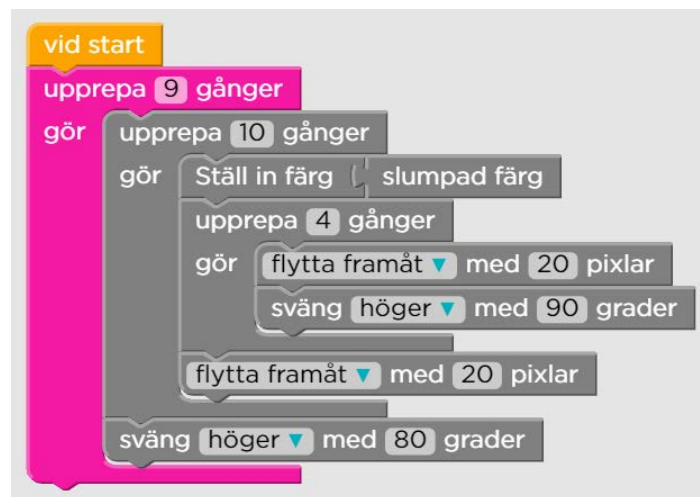 vid start
upprepa 9 gånger
gör upprepa 10 gånger
gör Ställ in färg slumpad färg
upprepa 4 gånger
gör flytta framåt ▼ med 20 pixlar
sväng höger ▼ med 90 grader
flytta framåt ▼ med 20 pixlar
sväng höger ▼ med 80 grader